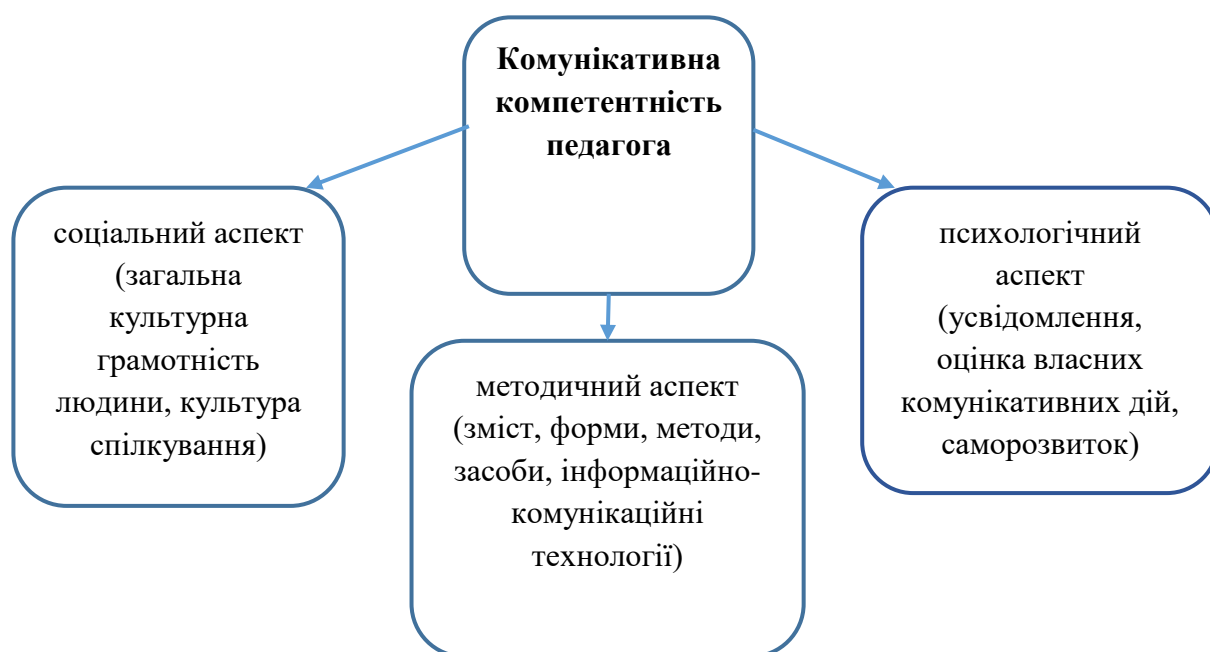 Комунікативна
компетентність
педагога
соціальний аспект
(загальна
культурна
грамотність
людини, культура
спілкування)
методичний аспект
(зміст, форми, методи,
засоби, інформаційно-
комунікаційні
технології)
психологічний
аспект
(усвідомлення,
оцінка власних
комунікативних дій,
саморозвиток)